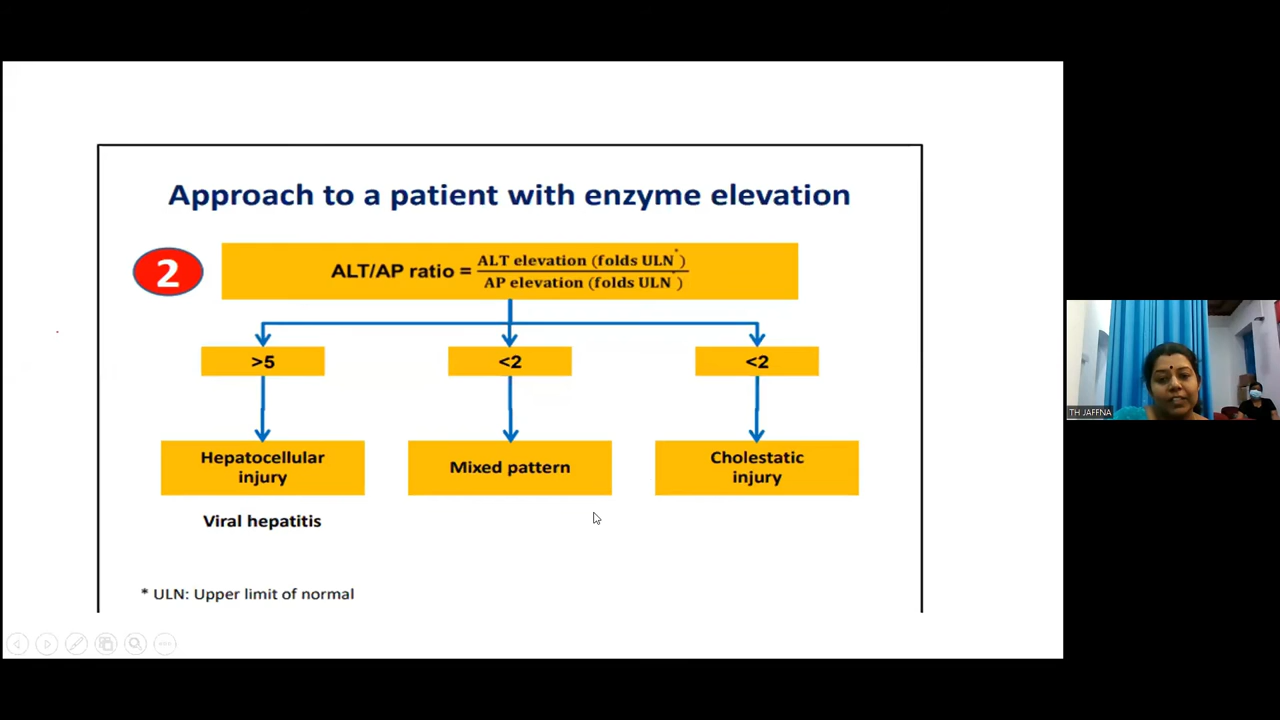 Approach to a patient with enzyme elevation
2
ALT/AP ratio = ALT elevation (folds ULN*)
AP elevation (folds ULN*)
>5
<2
<2
Hepatocellular
injury
Mixed pattern
Cholestatic
injury
Viral hepatitis
* ULN: Upper limit of normal
TH JAFFNA